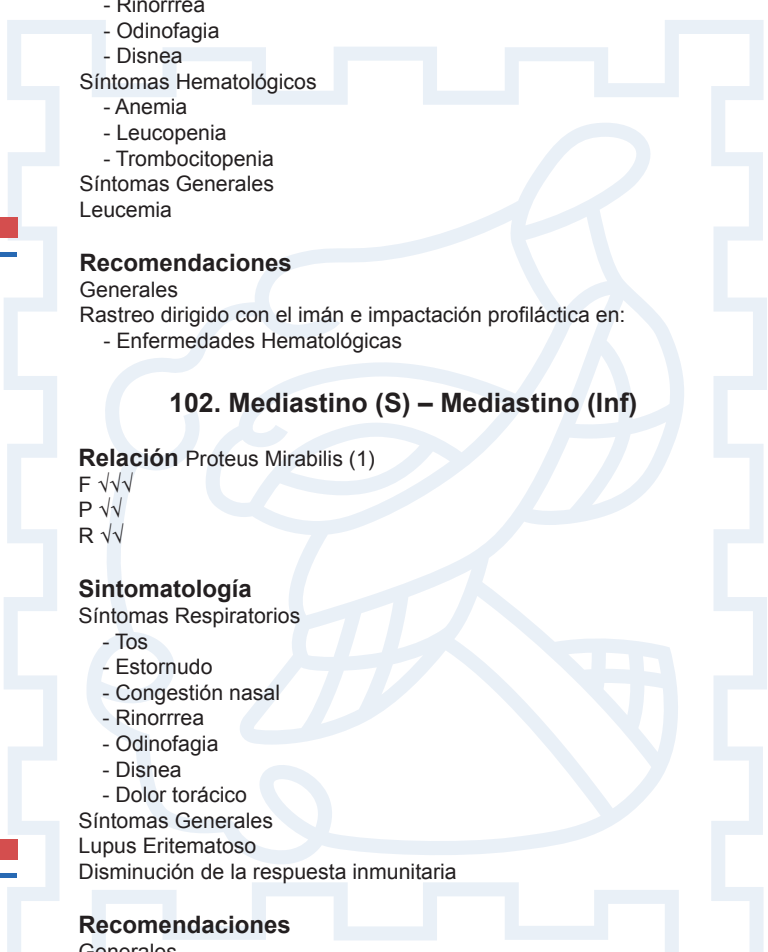 - Rinorrrea
- Odinofagia
- Disnea
Síntomas Hematológicos
- Anemia
- Leucopenia
- Trombocitopenia
Síntomas Generales
Leucemia
Recomendaciones
Generales
Rastreo dirigido con el imán e impactación profiláctica en:
- Enfermedades Hematológicas
102. Mediastino (S) – Mediastino (Inf)
Relación Proteus Mirabilis (1)
F √√√
P √√
R √√
Sintomatología
Síntomas Respiratorios
- Tos
- Estornudo
- Congestión nasal
- Rinorrrea
- Odinofagia
- Disnea
- Dolor torácico
Síntomas Generales
Lupus Eritematoso
Disminución de la respuesta inmunitaria
Recomendaciones
Generales